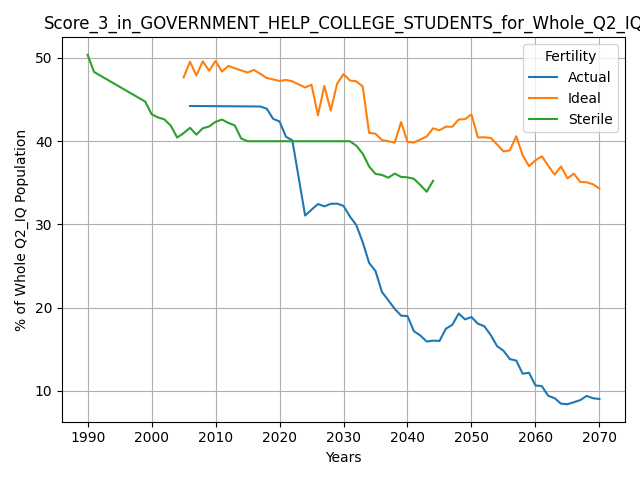 Score_3_in_GOVERNMENT_HELP_COLLEGE_STUDENTS_for_Whole_Q2_IQ
Fertility
Actual
Ideal
Sterile
% of Whole Q2_IQ Population
50
40
30
20
10
1990 2000 2010 2020 2030 2040 2050 2060 2070
Years